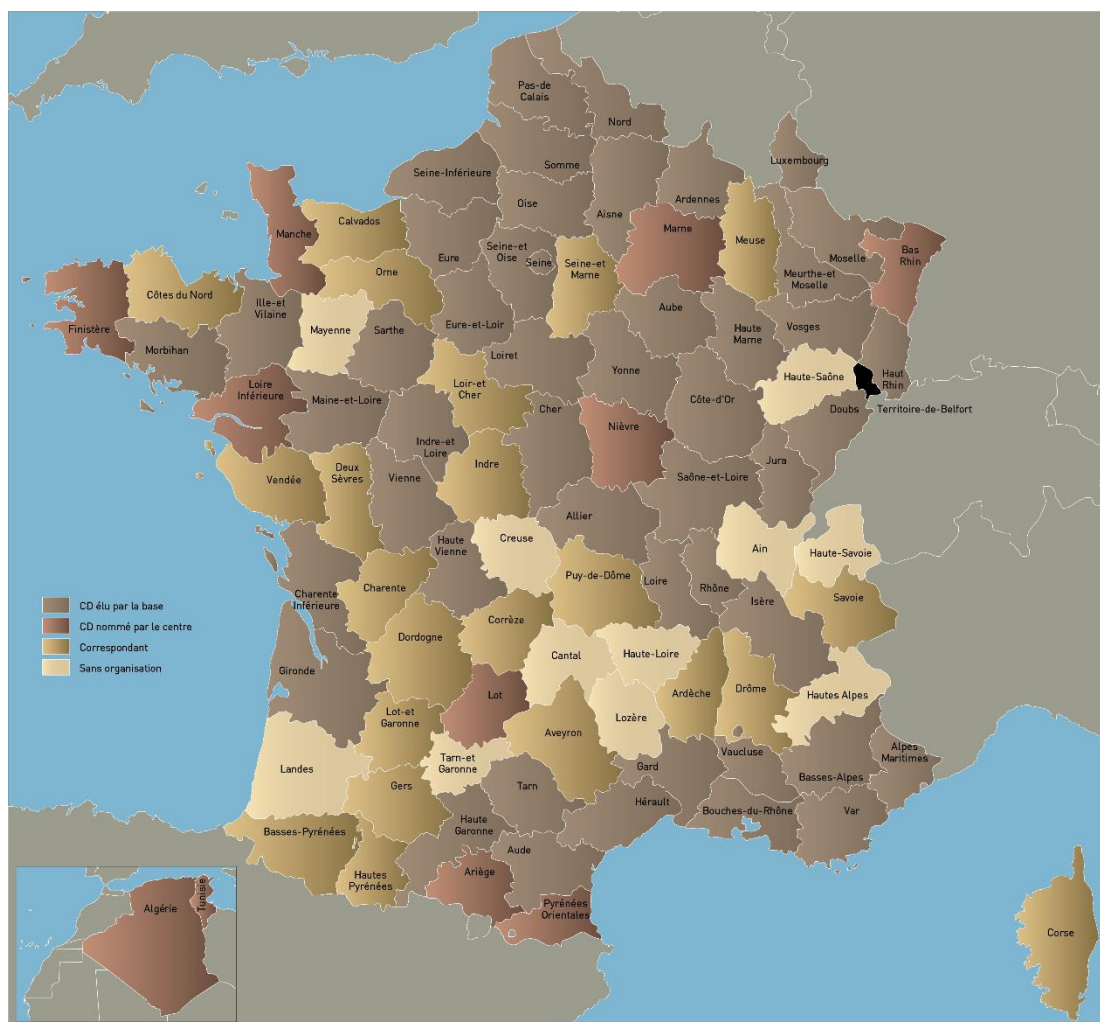 Pas-de
Calais
Nord
Luxembourg
Somme
Seine-Inférieure
Oise
Aisne
Ardennes
Manche
Calvados
Eure
Seine-et
Oise
Seine
Seine-et
Marne
Marne
Meuse
Moselle
Meurthe-et
Moselle
Bas
Rhin
Orne
Côtes du Nord
Finistère
Morbihan
Ille-et
Vilaine
Mayenne
Sarthe
Eure-et-Loir
Aube
Haute
Marne
Vosges
Loiret
Yonne
Haute-Saône
Haut
Rhin
Loire
Inférieure
Maine-et-Loire
Loir-et
Cher
Cher
Côte-d'Or
Doubs
Territoire-de-Belfort
Nièvre
Indre-et
Loire
Indre
Vendée
Deux
Sèvres
Vienne
Saône-et-Loire
Jura
Allier
Haute
Vienne
Creuse
Ain
Haute-Savoie
Charente
Inférieure
Charente
Puy-de-Dôme
Loire
Rhône
Isère
Savoie
CD élu par la base
CD nommé par le centre
Correspondant
Sans organisation
Corrèze
Dordogne
Cantal
Haute-Loire
Gironde
Lot
Ardèche
Drôme
Hautes Alpes
Lot-et
Garonne
Aveyron
Lozère
Landes
Tarn-et
Garonne
Gard
Vaucluse
Alpes
Maritimes
Basses-Alpes
Gers
Tarn
Hérault
Bouches-du-Rhône
Var
Basses-Pyrénées
Haute
Garonne
Aude
Hautes
Pyrénées
Ariège
Pyrénées
Orientales
Algérie
Tunisie
Corse